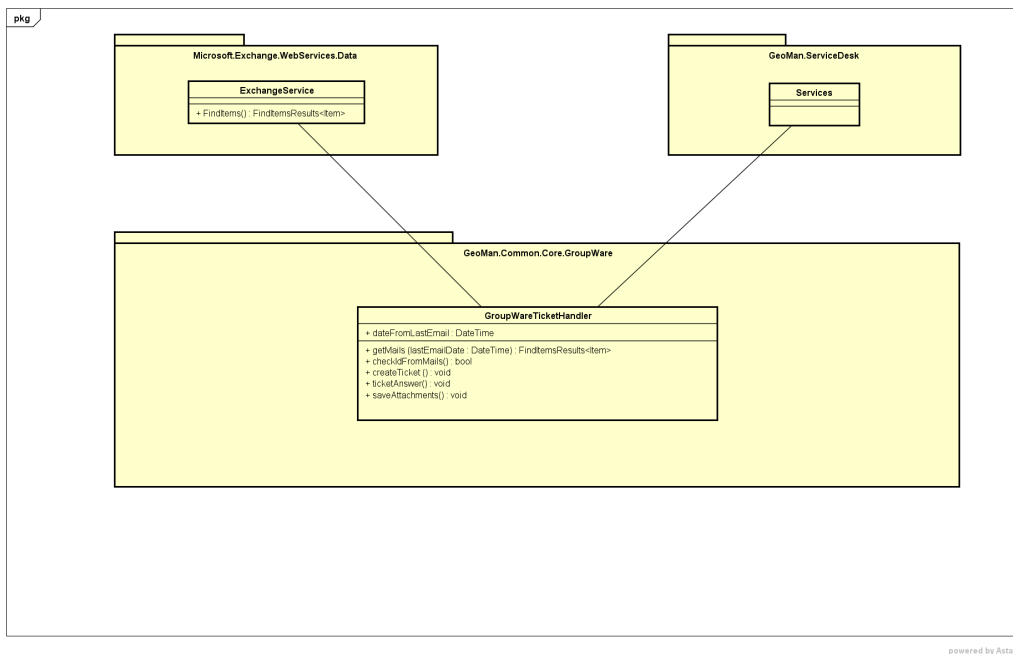 pkg
Microsoft.Exchange.WebServices.Data
ExchangeService
+ FindItems() : FindItemsResults<Item>
GeoMan.ServiceDesk
Services
GeoMan.Common.Core.GroupWare
GroupWareTicketHandler
+ dateFromLastEmail : DateTime
+ getMails (lastEmailDate : DateTime) : FindItemsResults<Item>
+ checkIdFromMails() : bool
+ createTicket () : void
+ ticketAnswer() : void
+ saveAttachments() : void
powered by Asta